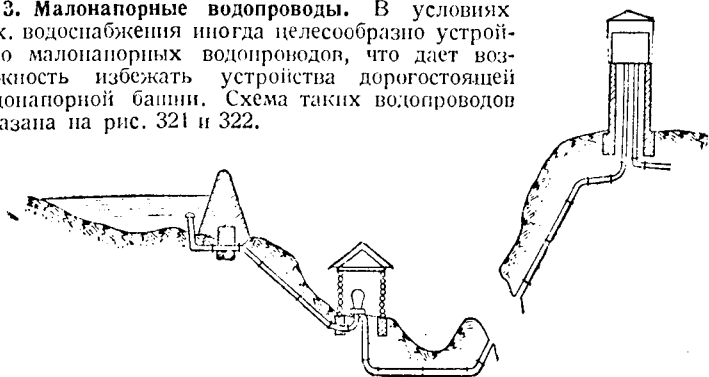 3. Малонапорные водопроводы. В условиях
х. водоснабжения иногда целесообразно устрой-
о малонапорных водопроводов, что дает воз-
жность избежать устройства дорогостоящей
донапорной башни. Схема таких водопроводов
азана на рис. 321 и 322.